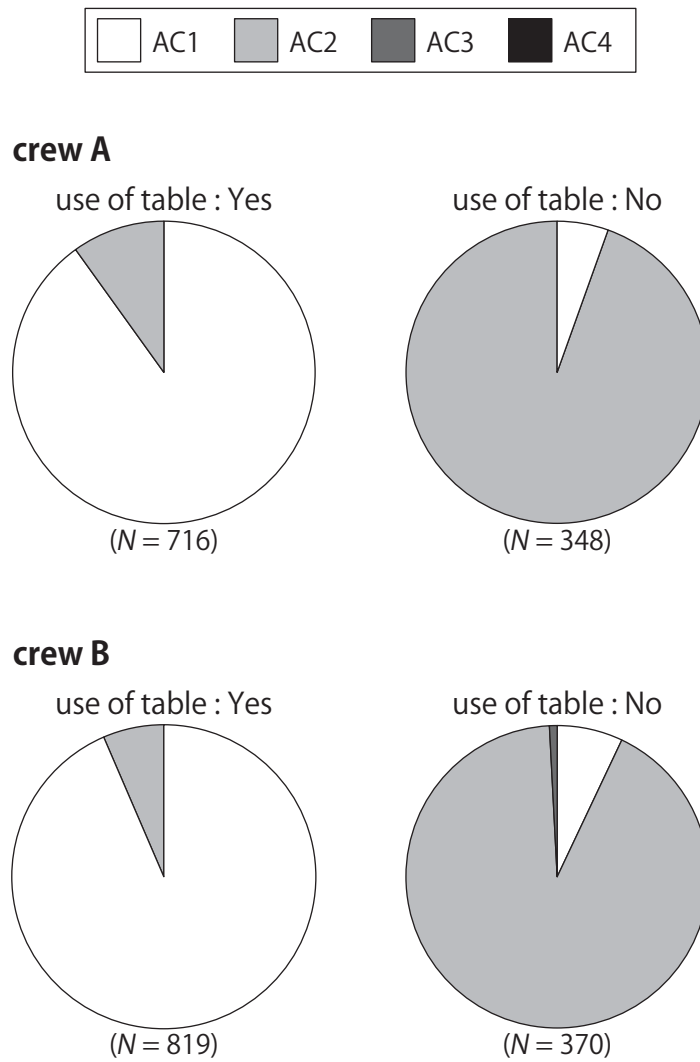 AC1 AC2 AC3 AC4
crew A
use of table : Yes use of table : No
(N = 716) (N = 348)
crew B
use of table : Yes use of table : No
(N = 819) (N = 370)